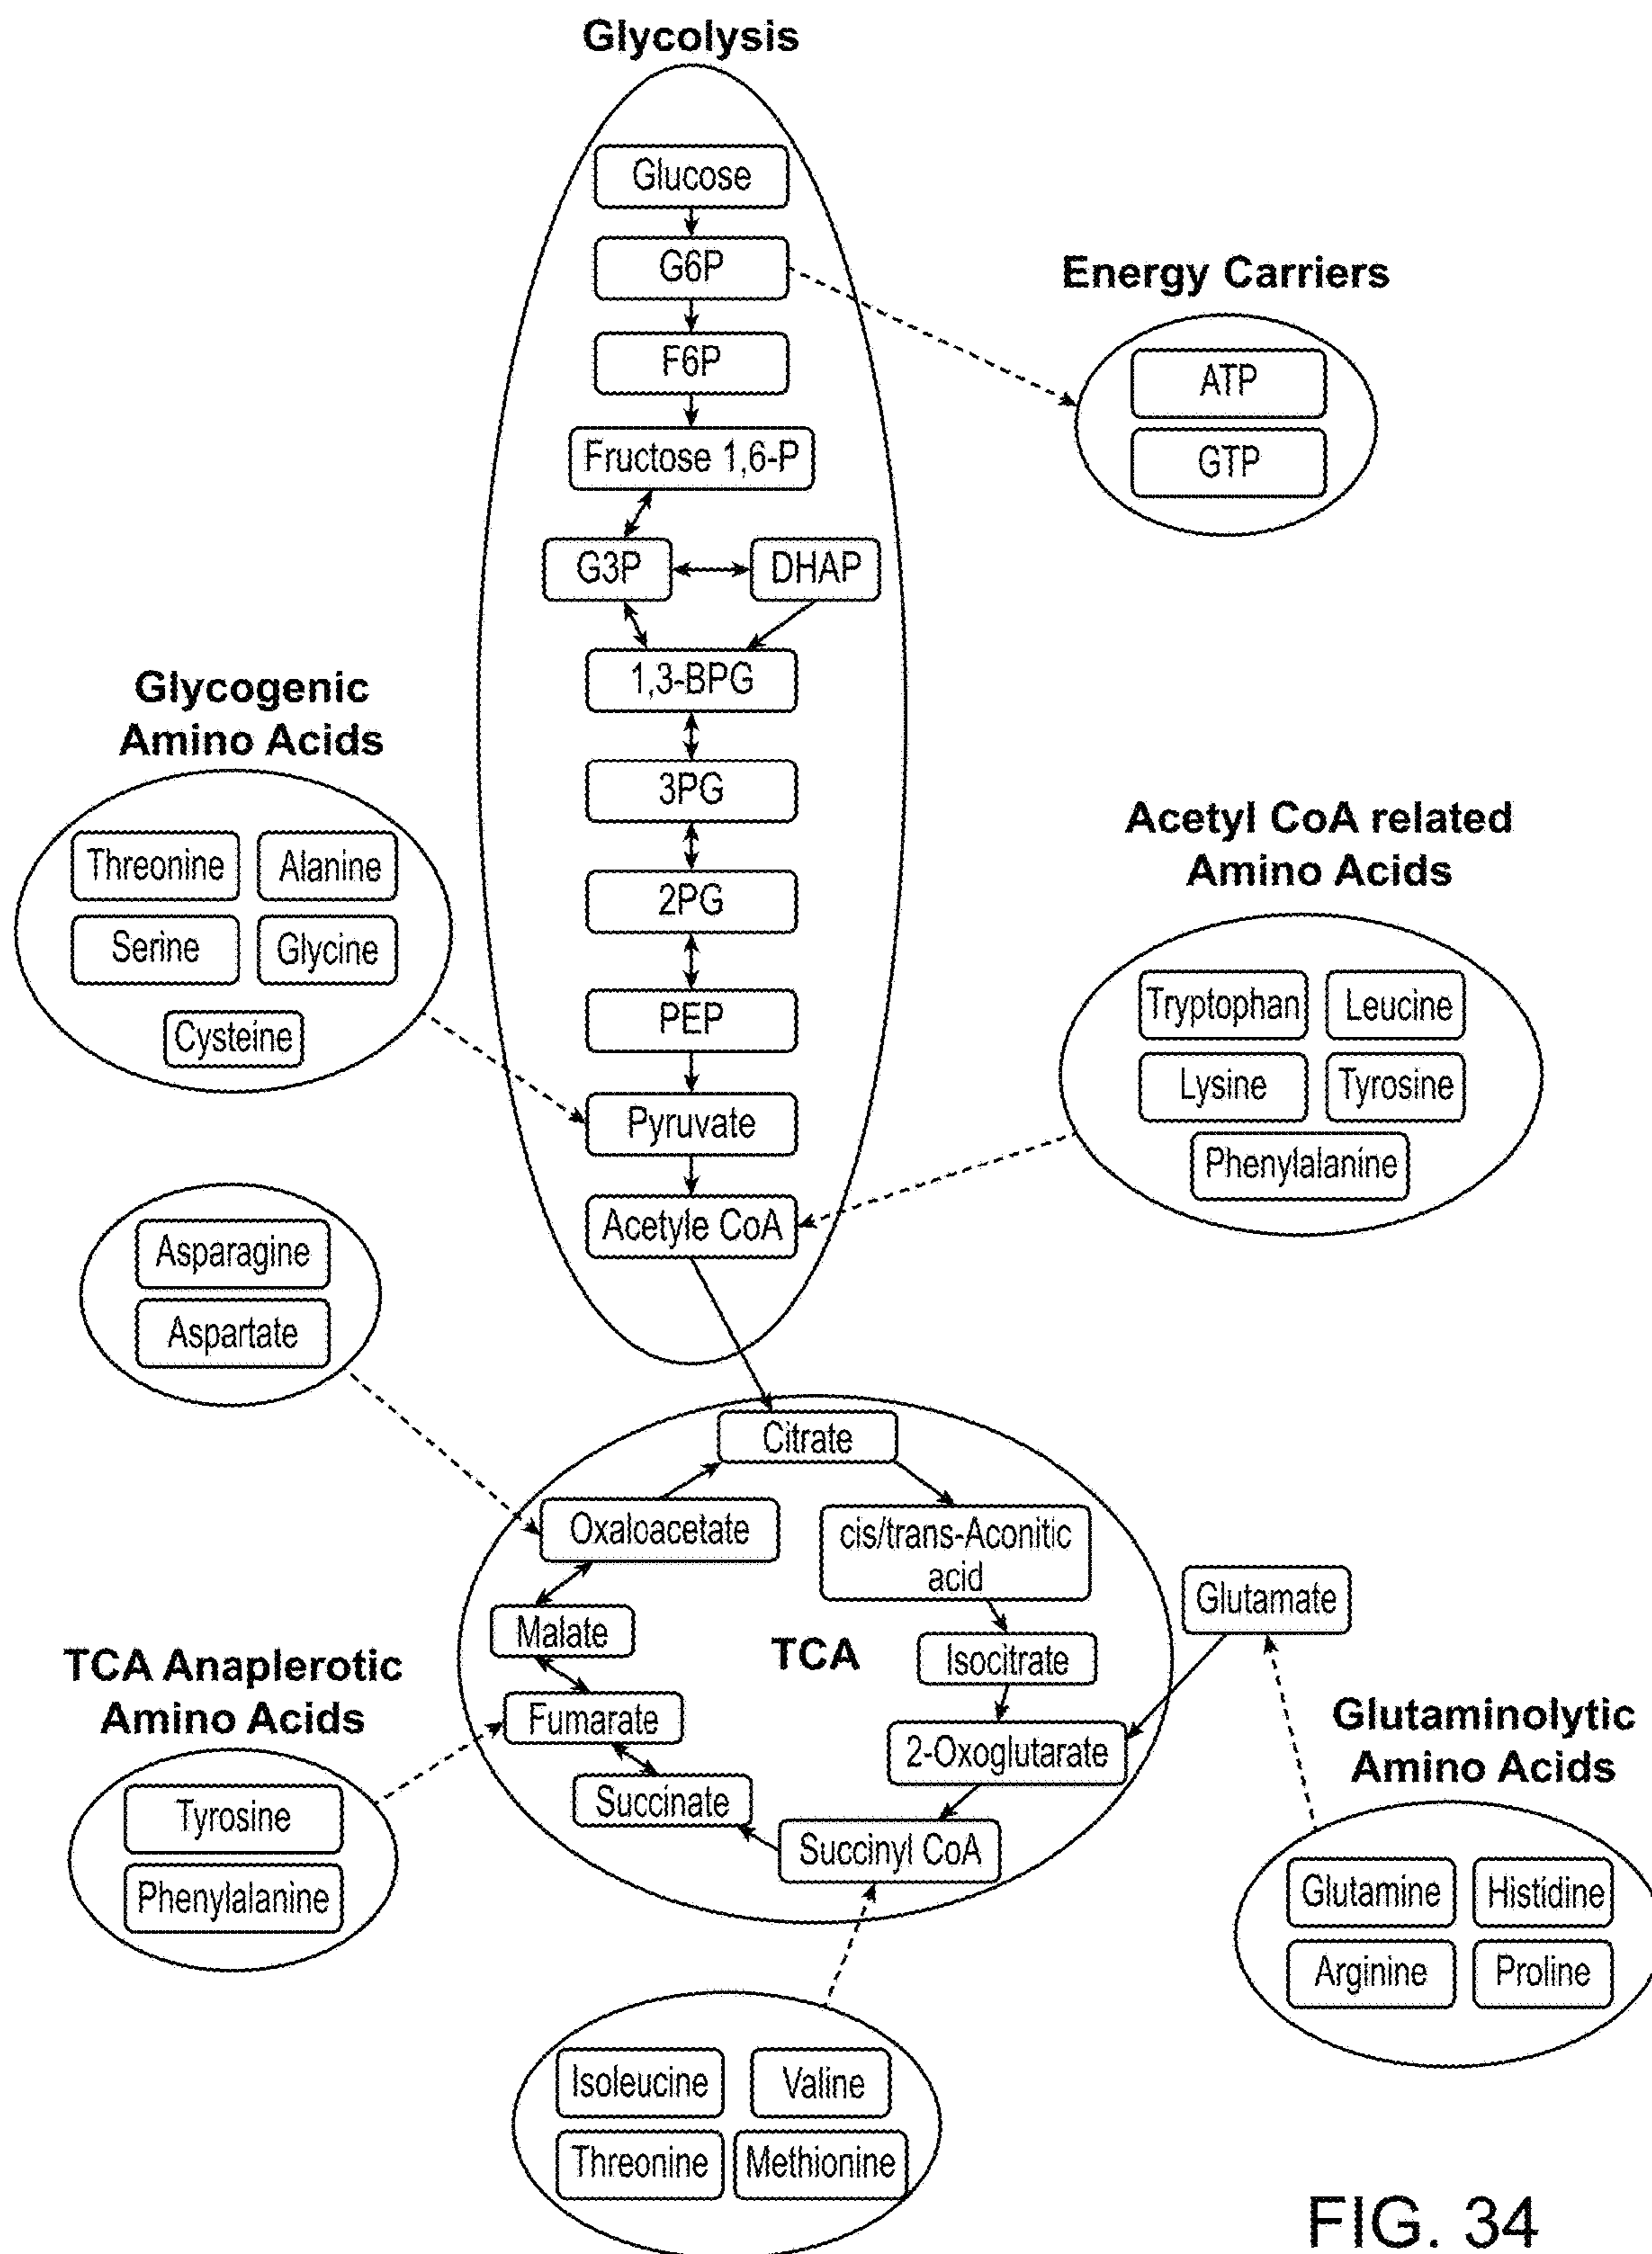 Glycolysis
Glucose
G6P
Energy Carriers
F6P
ATP
Fructose 1,6-P
GTP
G3P
DHAP
1,3-BPG
Glycogenic
Amino Acids
3PG
Threonine
Alanine
Serine
Glycine
Cysteine
2PG
Acetyl CoA related
Amino Acids
PEP
Tryptophan
Leucine
Lysine
Tyrosine
Phenylalanine
Pyruvate
Acetyle CoA
Asparagine
Aspartate
Citrate
Oxaloacetate
cis/trans-Aconitic
acid
Glutamate
Malate
TCA
Isocitrate
TCA Anaplerotic
Amino Acids
Fumarate
2-Oxoglutarate
Glutaminolytic
Amino Acids
Succinate
Succinyl CoA
Tyrosine
Phenylalanine
Glutamine
Histidine
Arginine
Proline
Isoleucine
Valine
Threonine
Methionine
FIG. 34